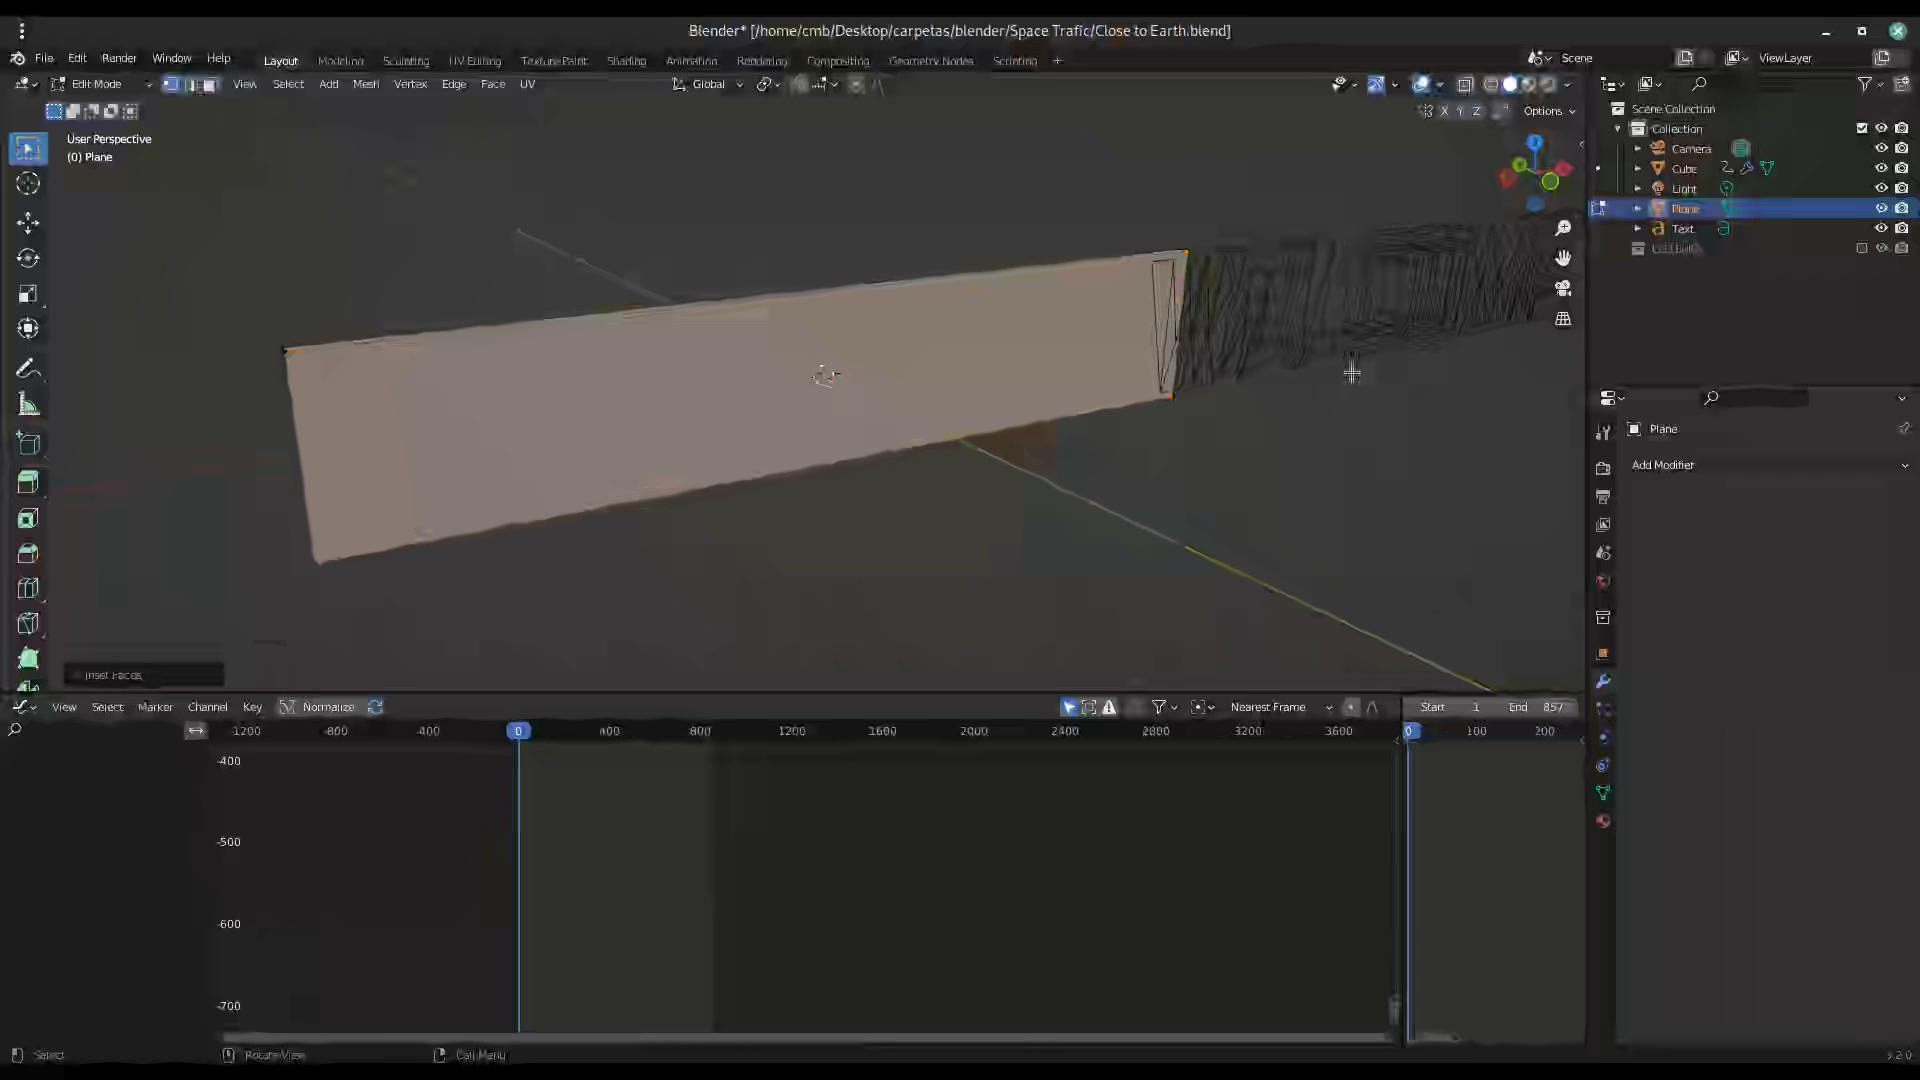 Blender* [/home/cmb/Desktop/carpetas/blender/Space Trafic/Close to Earth.blend]
File Edit Render Window Help Layout Modeling Sculpting UV Editing Texture Paint Shading Animation Rendering Compositing Geometry Nodes Scripting + Scene ViewLayer
Edit Mode View Select Add Mesh Vertex Edge Face UV Global
X Y Z Options
User Perspective
(0) Plane
Scene Collection
Collection
Camera
Cube
Light
Plane
Text
Plane
Add Modifier
Inset Faces
View Select Marker Channel Key Normalize Nearest Frame Start 1 End 857
-1200 -800 -400 0 400 800 1200 1600 2000 2400 2800 3200 3600 0 100 200
-400
-500
-600
-700
Select Rotate View Call Menu